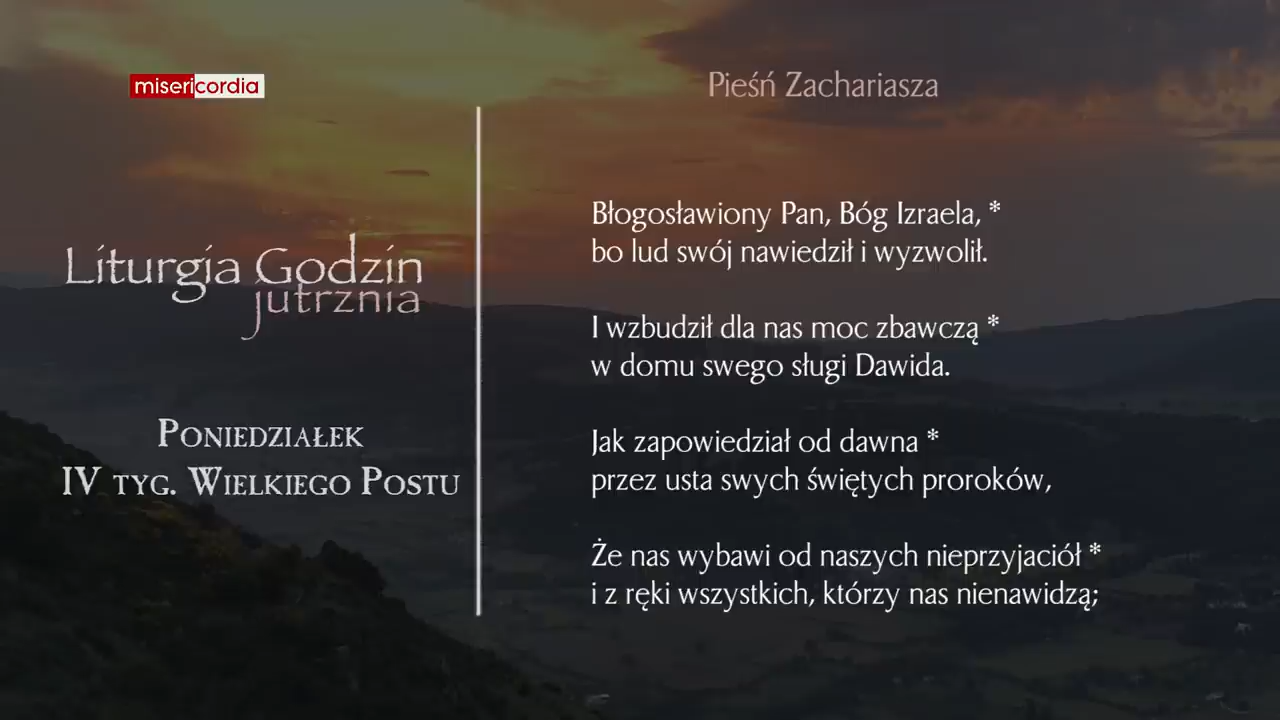 misericordia
Liturgia Godzin
jutrznia
Poniedziałek
IV tyg. Wielkiego Postu
Pieśń Zachariasza
Błogosławiony Pan, Bóg Izraela, *
bo lud swój nawiedził i wyzwolił.
I wzbudził dla nas moc zbawczą *
w domu swego sługi Dawida.
Jak zapowiedział od dawna *
przez usta swych świętych proroków,
Że nas wybawi od naszych nieprzyjaciół *
i z ręki wszystkich, którzy nas nienawidzą;